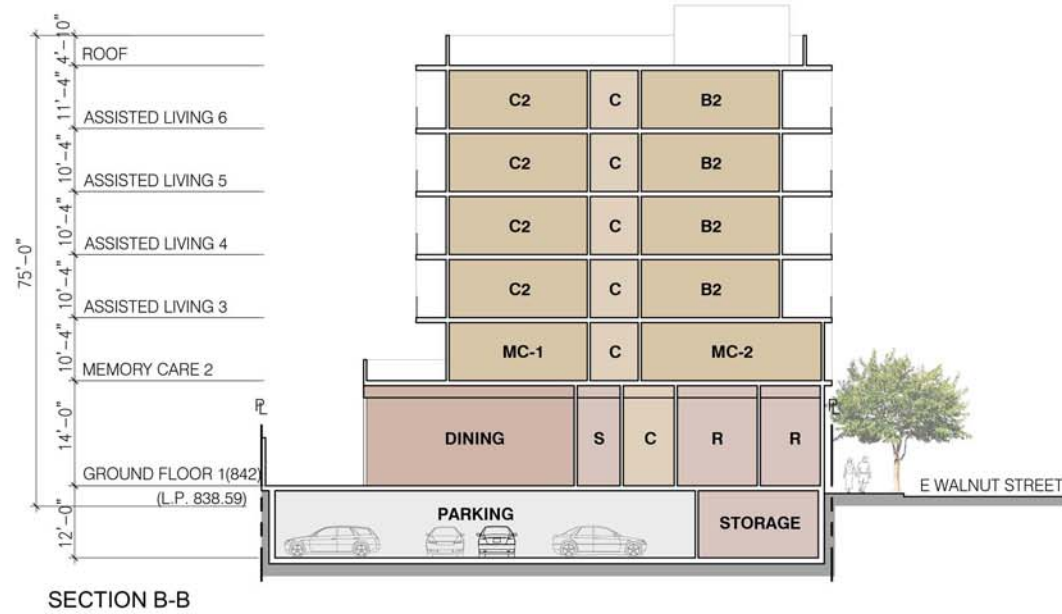 4'-10"
ROOF
11'-4"
C2 C B2
ASSISTED LIVING 6
10'-4"
C2 C B2
ASSISTED LIVING 5
10'-4"
C2 C B2
ASSISTED LIVING 4
75'-0"
10'-4"
C2 C B2
ASSISTED LIVING 3
10'-4"
MC-1 C MC-2
MEMORY CARE 2
PL PL
14'-0"
DINING S C R R
GROUND FLOOR 1(842)
E WALNUT STREET
(L.P. 838.59)
12'-0"
PARKING
STORAGE
SECTION B-B